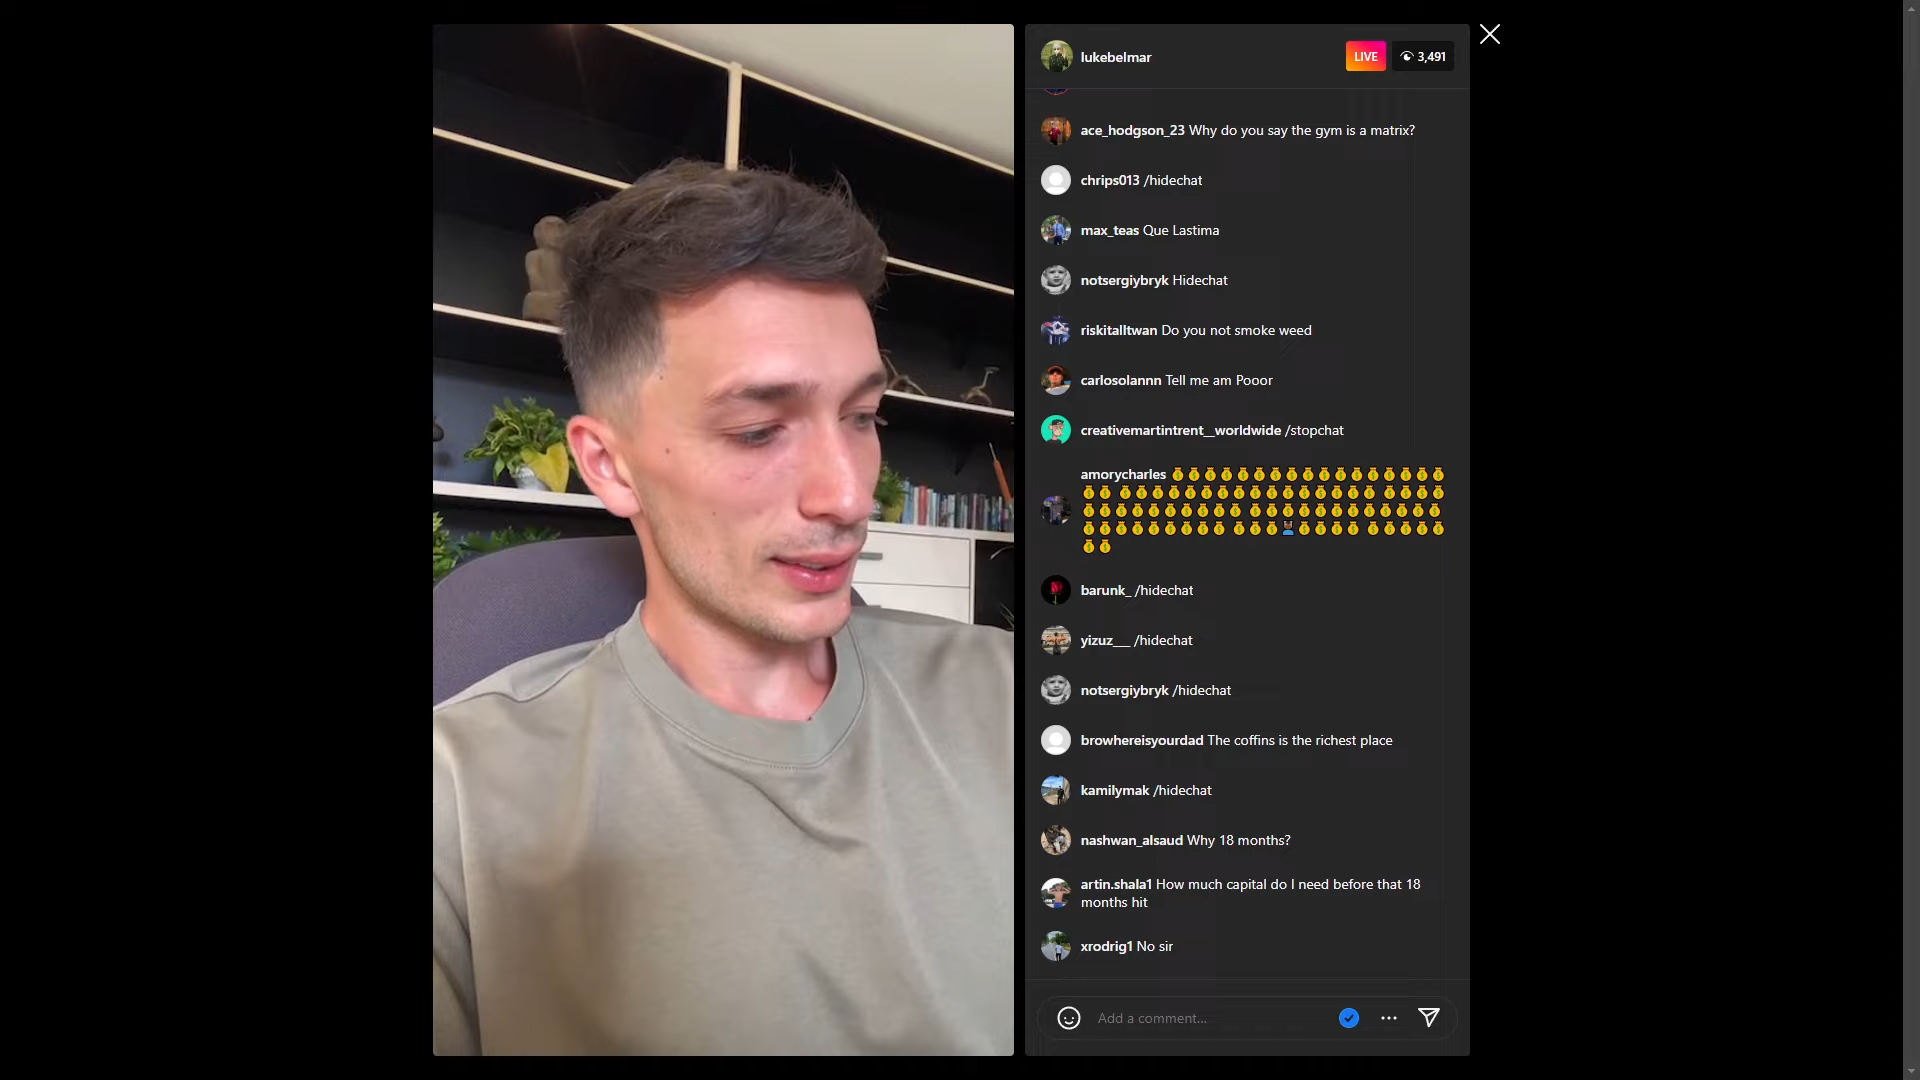 lukebelmar
LIVE
3,491
ace_hodgson_23 Why do you say the gym is a matrix?
chrips013 /hidechat
max_teas Que Lastima
notsergiybryk Hidechat
riskitalltwan Do you not smoke weed
carlosolannn Tell me am Pooor
creativemartintrent__worldwide /stopchat
amorycharles
barunk_ /hidechat
yizuz___ /hidechat
notsergiybryk /hidechat
browhereisyourdad The coffins is the richest place
kamilymak /hidechat
nashwan_alsaud Why 18 months?
artin.shala1 How much capital do I need before that 18
months hit
xrodrig1 No sir
Add a comment...